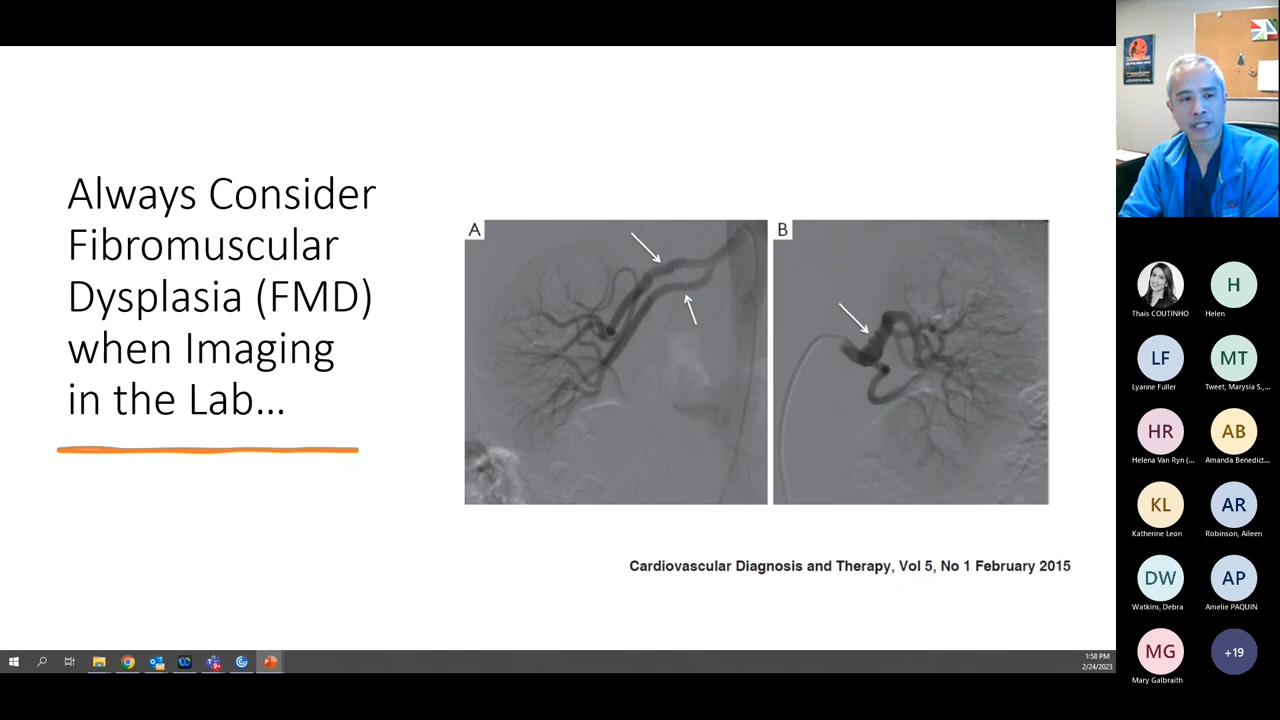 Always Consider
Fibromuscular
Dysplasia (FMD)
when Imaging
in the Lab...
A
B
Cardiovascular Diagnosis and Therapy, Vol 5, No 1 February 2015
1:58 PM
2/24/2023
Thais COUTINHO
H
Helen
LF
Lyanne Fuller
MT
Tweet, Marysia S.,...
HR
Helena Van Ryn (...
AB
Amanda Benedict...
KL
Katherine Leon
AR
Robinson, Aileen
DW
Watkins, Debra
AP
Amelie PAQUIN
MG
Mary Galbraith
+19